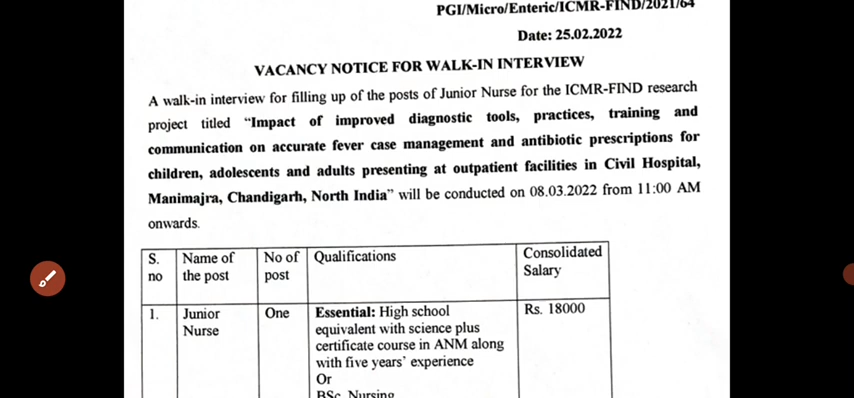 PGI/Micro/Enteric/ICMR-FIND/2021/64
Date: 25.02.2022
VACANCY NOTICE FOR WALK-IN INTERVIEW
A walk-in interview for filling up of the posts of Junior Nurse for the ICMR-FIND research
project titled “Impact of improved diagnostic tools, practices, training and
communication on accurate fever case management and antibiotic prescriptions for
children, adolescents and adults presenting at outpatient facilities in Civil Hospital,
Manimajra, Chandigarh, North India” will be conducted on 08.03.2022 from 11:00 AM
onwards.
S. no
Name of the post
No of post
Qualifications
Consolidated Salary
1.
Junior Nurse
One
Essential: High school
equivalent with science plus
certificate course in ANM along
with five years’ experience
Or
BSc. Nursing
Rs. 18000